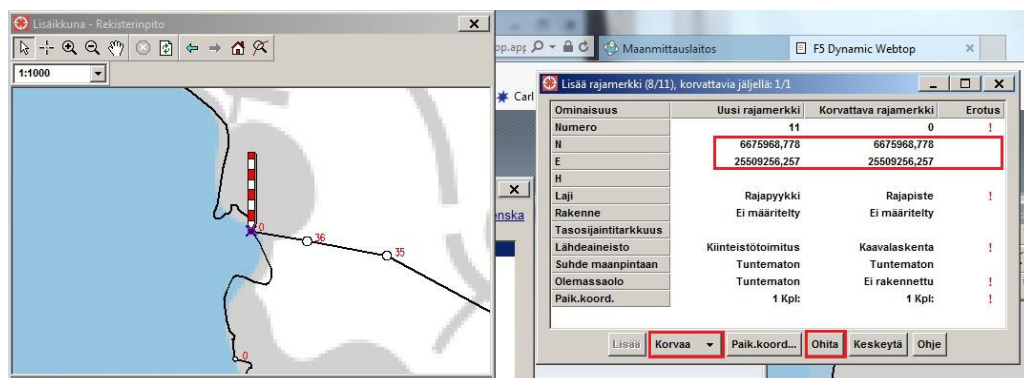 Lisäikkuna - Rekisterinpito
1:1000
0
36
35
0
pp.app
Maanmittauslaitos
F5 Dynamic Webtop
Carl
enska
Lisää rajamerkki (8/11), korvattavia jäljellä: 1/1
Ominaisuus Uusi rajamerkki Korvattava rajamerkki Erotus
Numero 11 0 !
N 6675968,778 6675968,778
E 25509256,257 25509256,257
H
Laji Rajapyykki Rajapiste !
Rakenne Ei määritelty Ei määritelty
Tasosijaintitarkkuus
Lähdeaineisto Kiinteistötoimitus Kaavalaskenta !
Suhde maanpintaan Tuntematon Tuntematon
Olemassaolo Tuntematon Ei rakennettu !
Paik.koord. 1 Kpl: 1 Kpl: !
Lisää Korvaa Paik.koord... Ohita Keskeytä Ohje